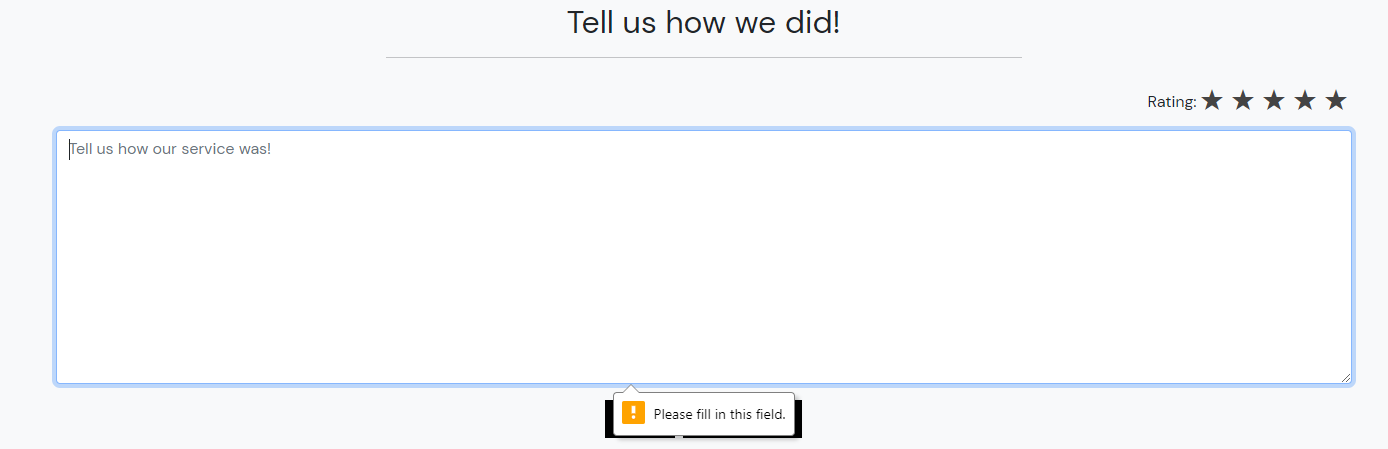 Tell us how we did!
Rating: ★ ★ ★ ★ ★
Tell us how our service was!
Please fill in this field.